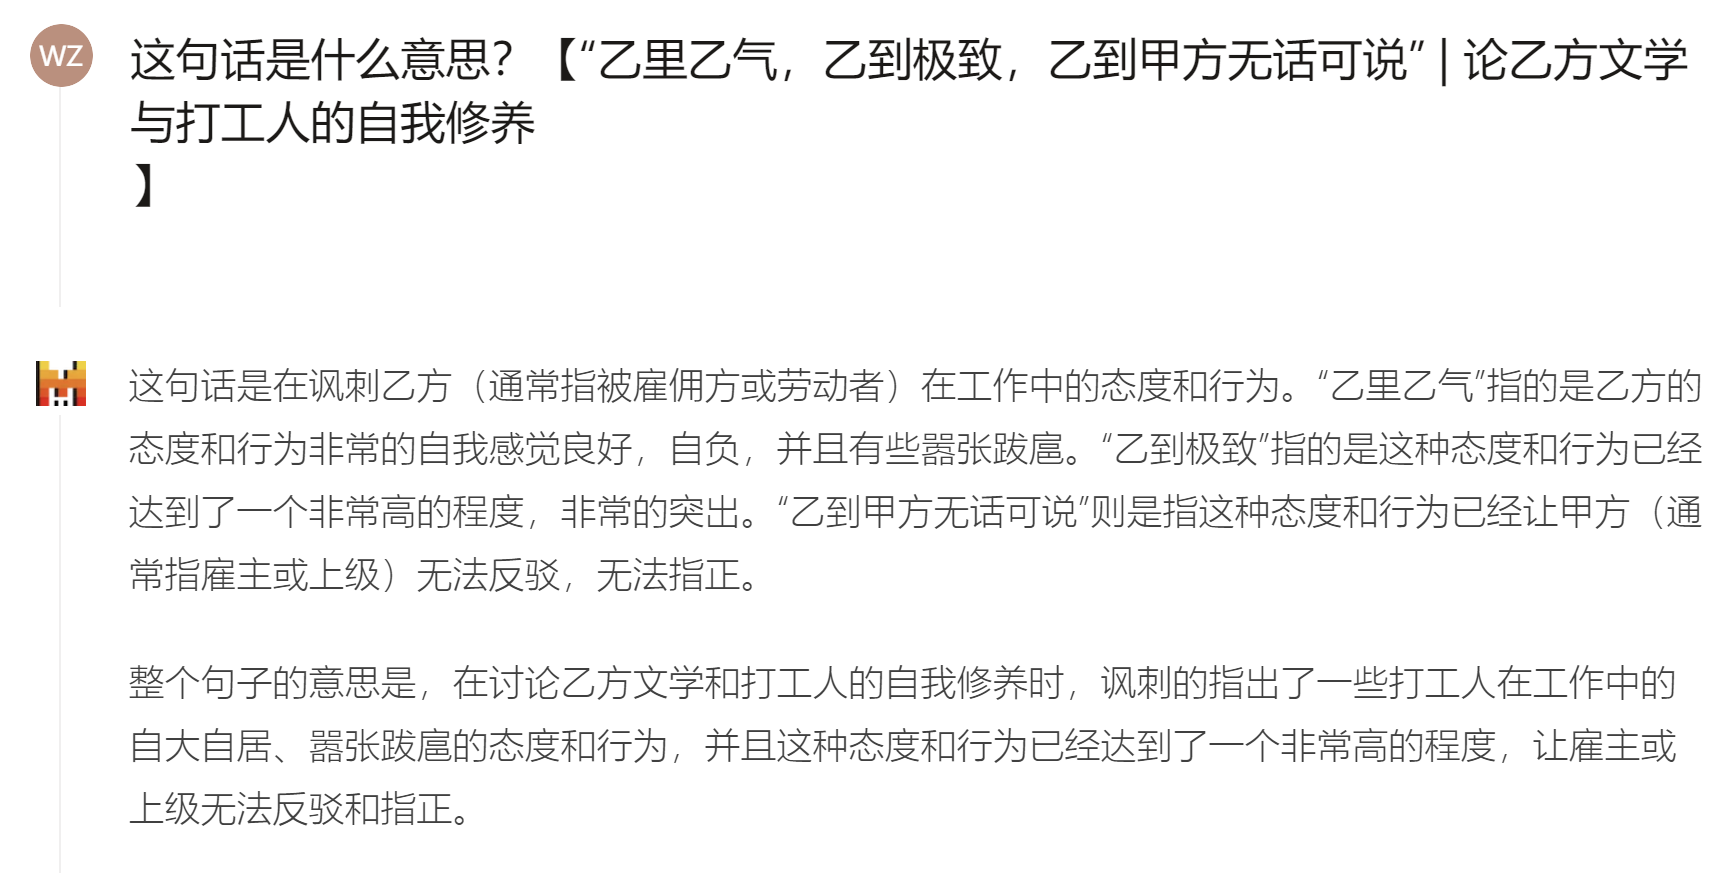 WZ
这句话是什么意思？【“乙里乙气，乙到极致，乙到甲方无话可说” | 论乙方文学
与打工人的自我修养
】
这句话是在讽刺乙方（通常指被雇佣方或劳动者）在工作中的态度和行为。“乙里乙气”指的是乙方的
态度和行为非常的自我感觉良好，自负，并且有些嚣张跋扈。“乙到极致”指的是这种态度和行为已经
达到了一个非常高的程度，非常的突出。“乙到甲方无话可说”则是指这种态度和行为已经让甲方（通
常指雇主或上级）无法反驳，无法指正。
整个句子的意思是，在讨论乙方文学和打工人的自我修养时，讽刺的指出了一些打工人在工作中的
自大自居、嚣张跋扈的态度和行为，并且这种态度和行为已经达到了一个非常高的程度，让雇主或
上级无法反驳和指正。